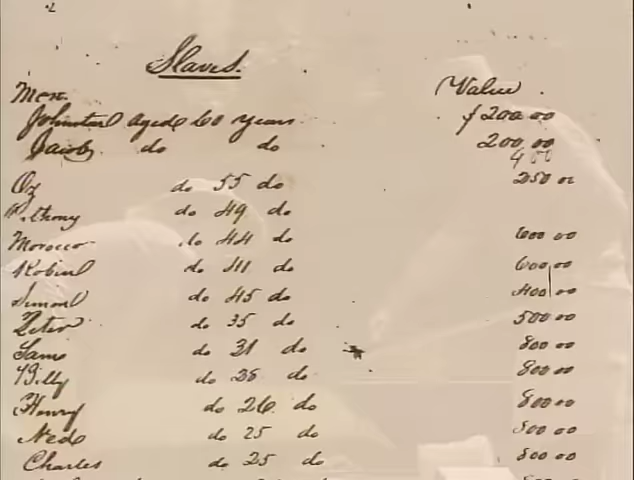 Slaves.
Men. Value
Johnson aged 60 years $200 00
Jacob do do 200 00
400
Oz do 55 do 250 00
Anthony do 49 do
Morocco do 44 do 600 00
Robin do 41 do 600 00
Simon do 45 do 400 00
Peter do 35 do 500 00
Sam do 31 do 800 00
Billy do 28 do 800 00
Henry do 26 do 800 00
Ned do 25 do 800 00
Charles do 25 do 800 00